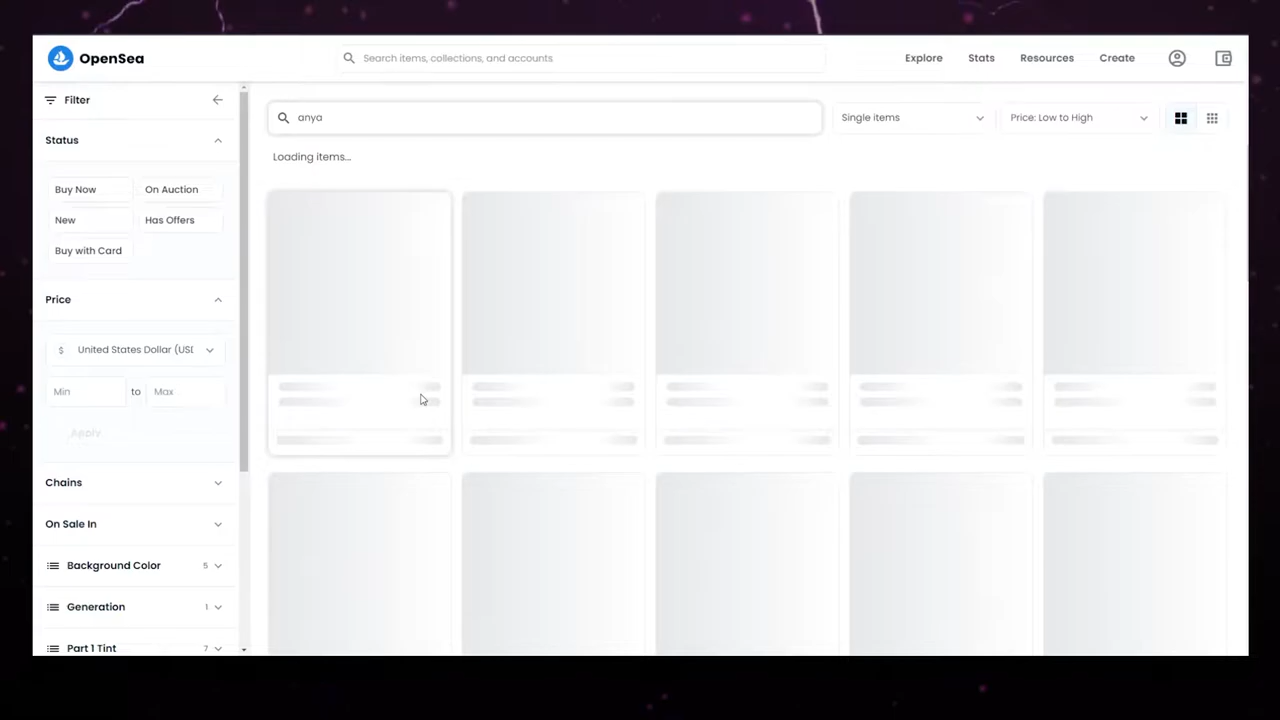 OpenSea
Search items, collections, and accounts
Explore
Stats
Resources
Create
Filter
Status
Buy Now
On Auction
New
Has Offers
Buy with Card
Price
$ United States Dollar (USD
Min to Max
Apply
Chains
On Sale In
Background Color 5
Generation 1
Part 1 Tint 7
anya
Single items
Price: Low to High
Loading items...